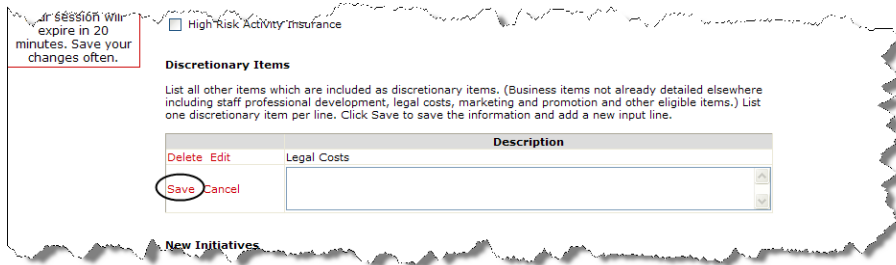 ur session will
expire in 20
minutes. Save your
changes often.
High Risk Activity Insurance
Discretionary Items
List all other items which are included as discretionary items. (Business items not already detailed elsewhere
including staff professional development, legal costs, marketing and promotion and other eligible items.) List
one discretionary item per line. Click Save to save the information and add a new input line.
Description
Delete Edit Legal Costs
Save Cancel
New Initiatives